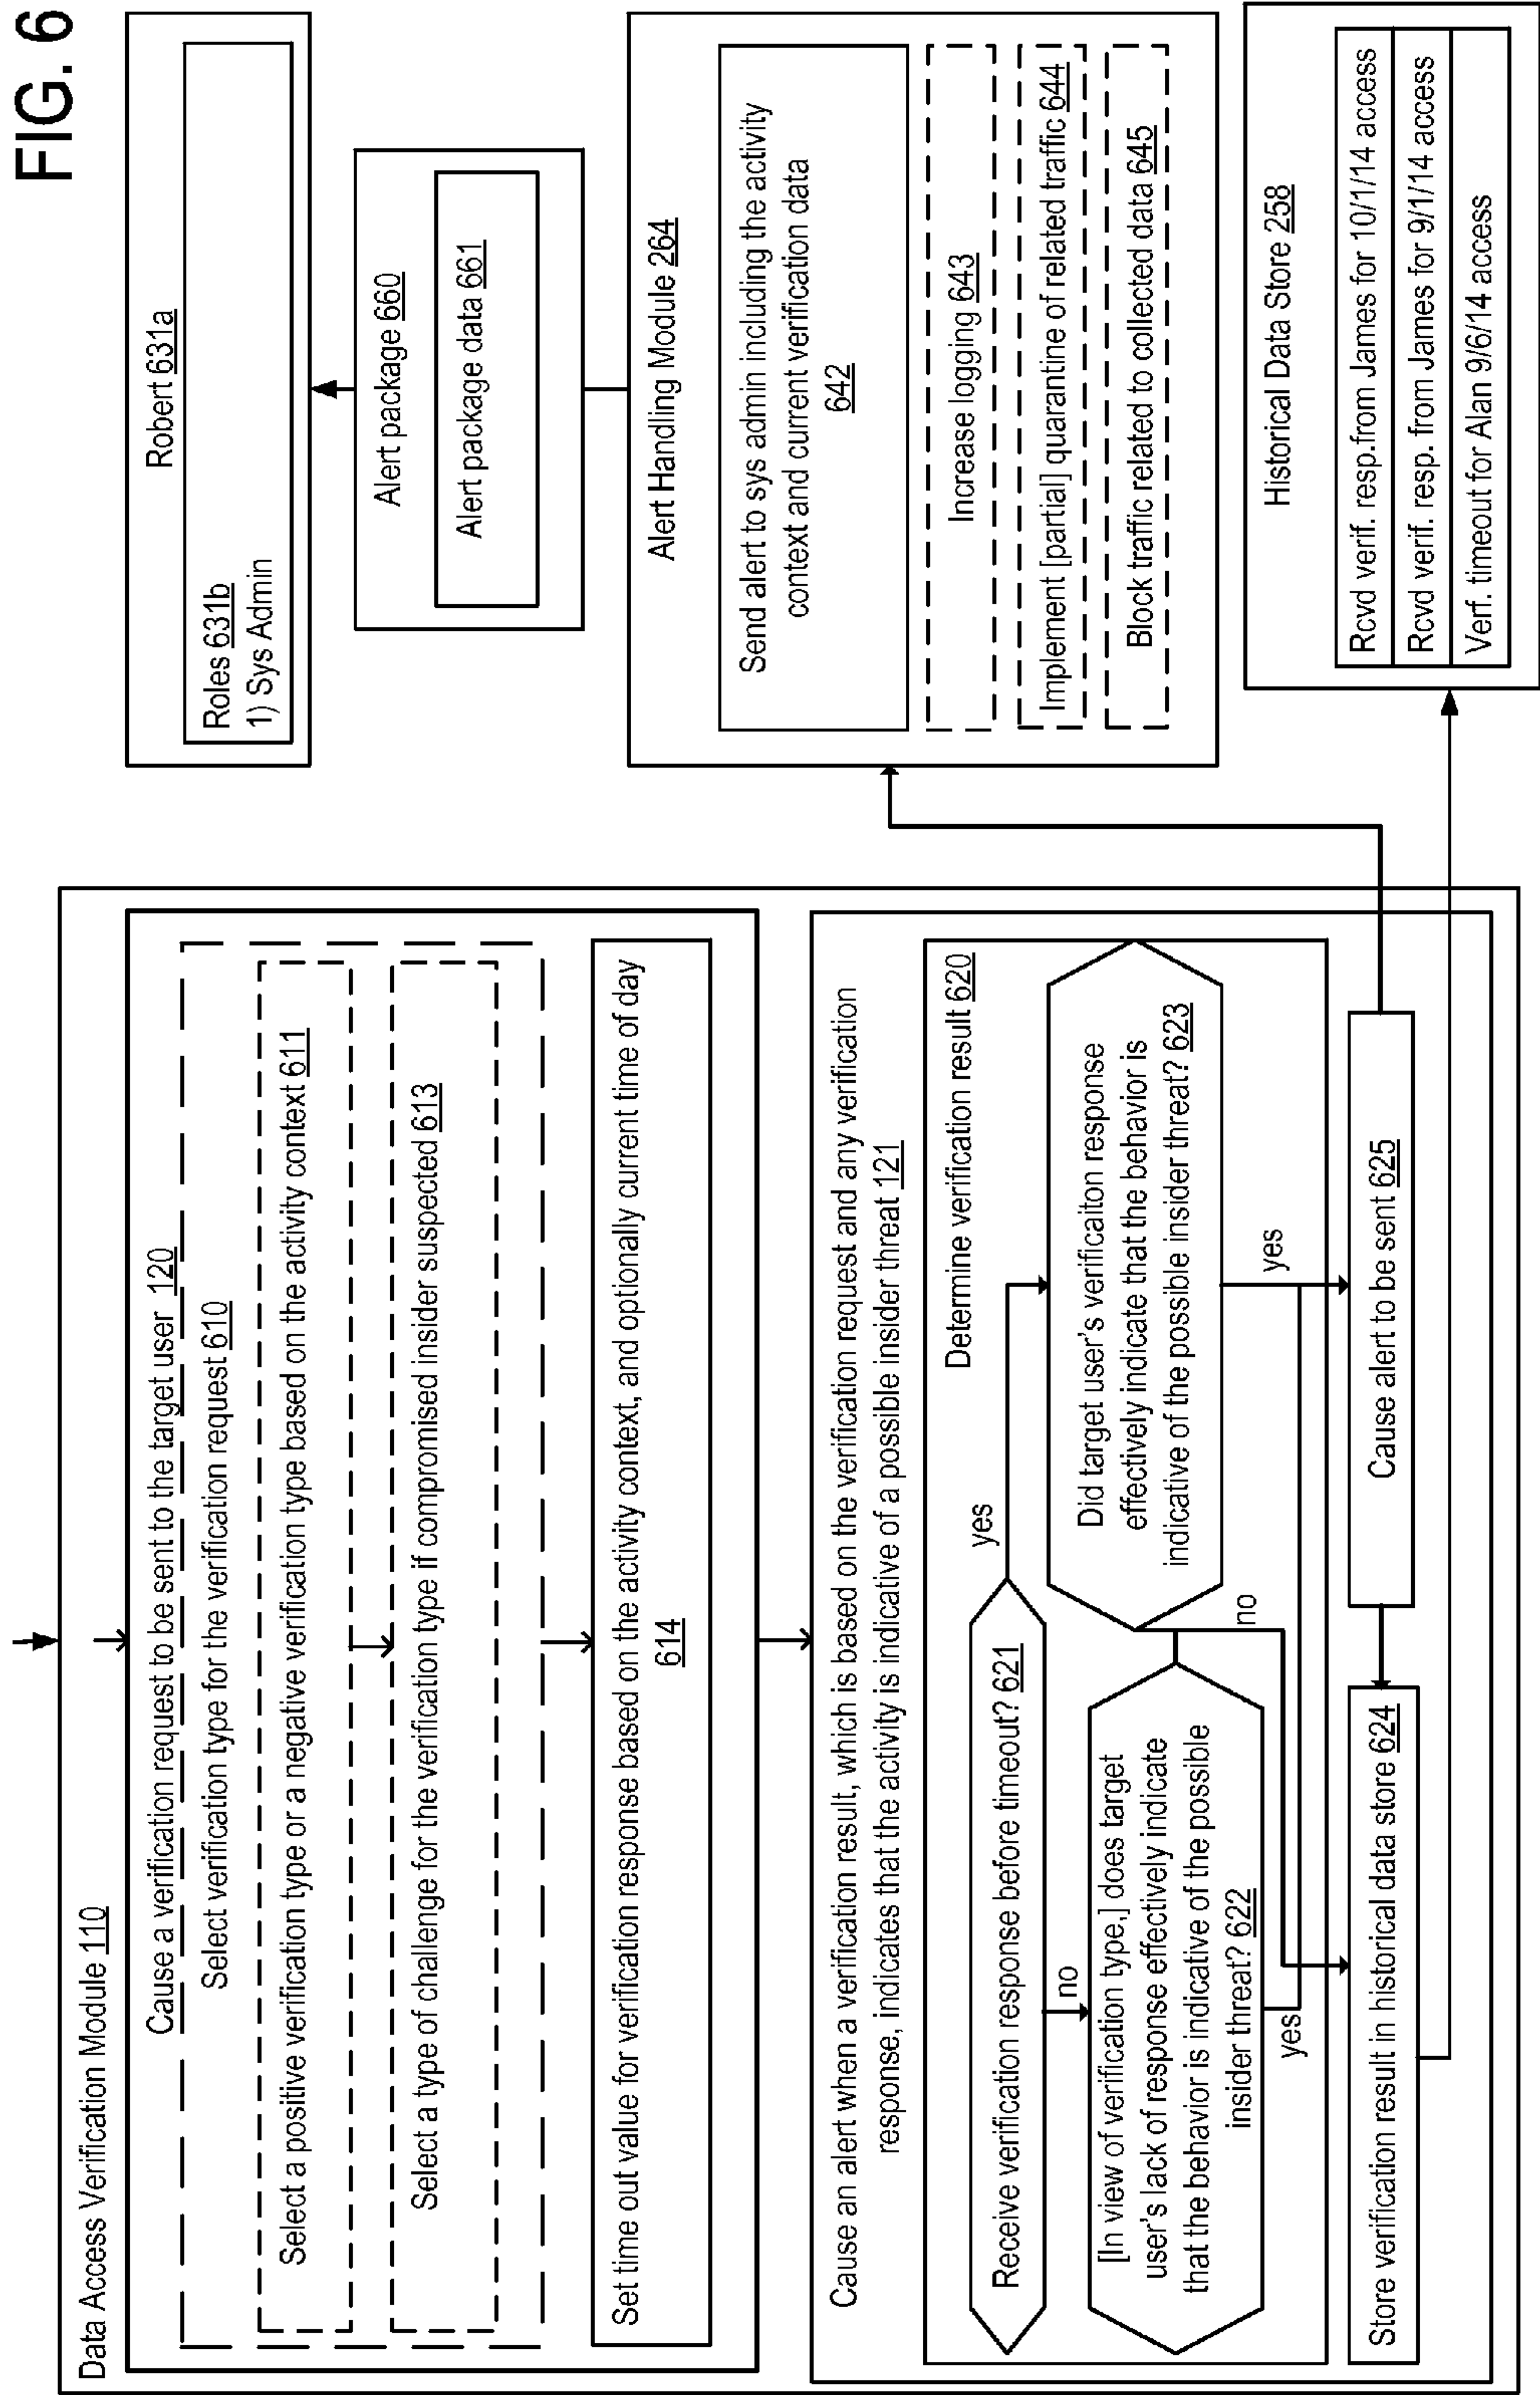 FIG. 6
Data Access Verification Module 110
Cause a verification request to be sent to the target user 120
Select verification type for the verification request 610
Select a positive verification type or a negative verification type based on the activity context 611
Select a type of challenge for the verification type if compromised insider suspected 613
Set time out value for verification response based on the activity context, and optionally current time of day
614
Cause an alert when a verification result, which is based on the verification request and any verification
response, indicates that the activity is indicative of a possible insider threat 121
Determine verification result 620
Receive verification response before timeout? 621
yes
no
[In view of verification type,] does target
user's lack of response effectively indicate
that the behavior is indicative of the possible
insider threat? 622
yes
Did target user's verificaiton response
effectively indicate that the behavior is
indicative of the possible insider threat? 623
no
yes
Store verification result in historical data store 624
Cause alert to be sent 625
Robert 631a
Roles 631b
1) Sys Admin
Alert package 660
Alert package data 661
Alert Handling Module 264
Send alert to sys admin including the activity
context and current verification data
642
Increase logging 643
Implement [partial] quarantine of related traffic 644
Block traffic related to collected data 645
Historical Data Store 258
Rcvd verif. resp.from James for 10/1/14 access
Rcvd verif. resp. from James for 9/1/14 access
Verf. timeout for Alan 9/6/14 access